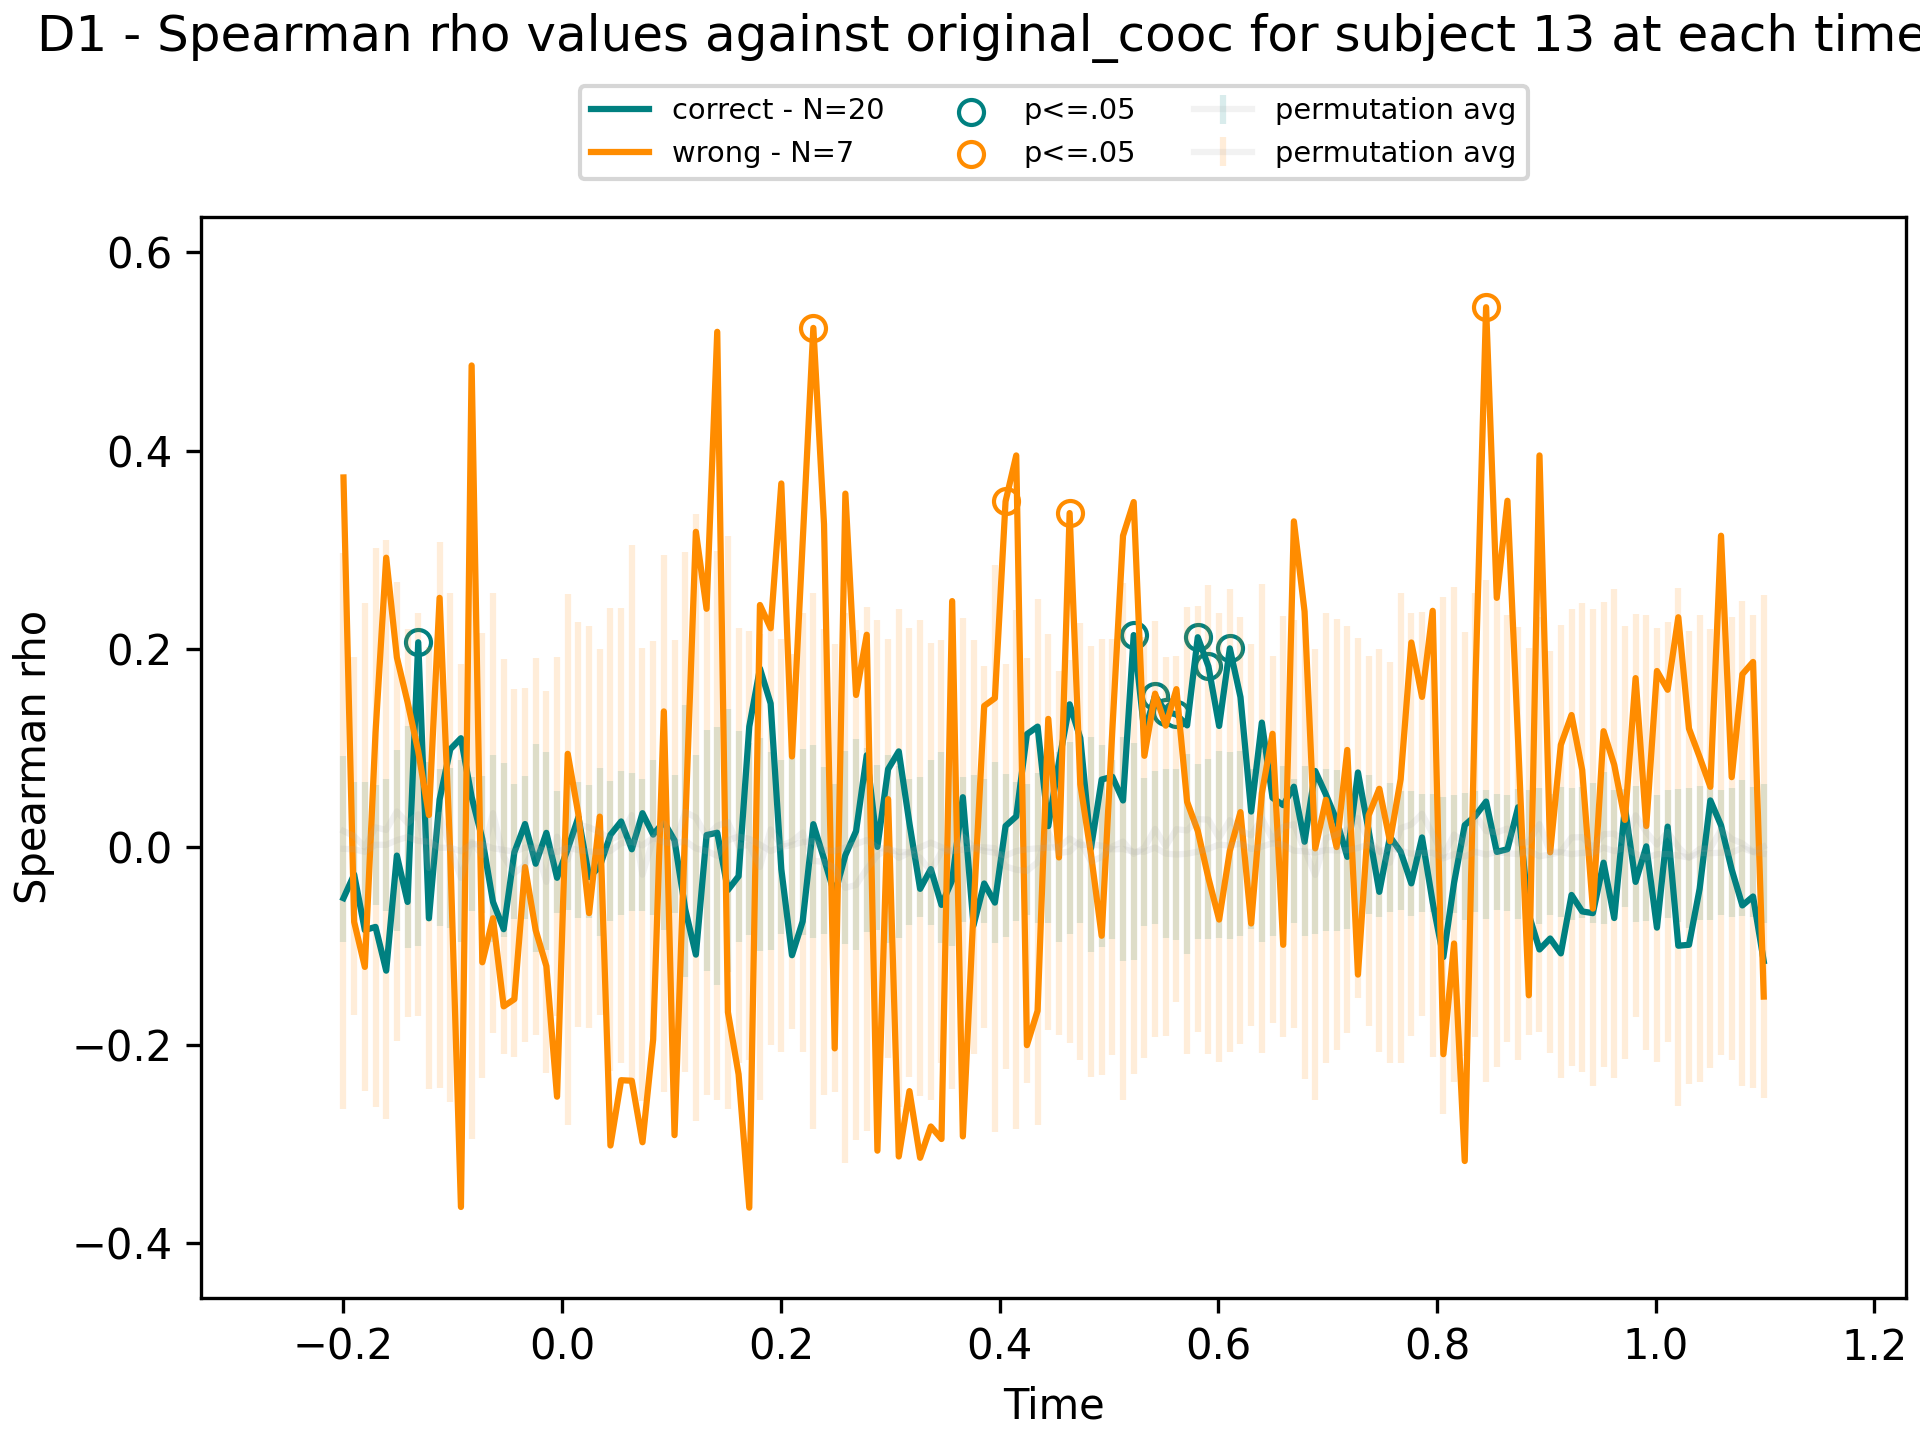 D1 - Spearman rho values against original_cooc for subject 13 at each time
correct - N=20
wrong - N=7
p<=.05
p<=.05
permutation avg
permutation avg
Spearman rho
0.6
0.4
0.2
0.0
−0.2
−0.4
−0.2 0.0 0.2 0.4 0.6 0.8 1.0 1.2
Time